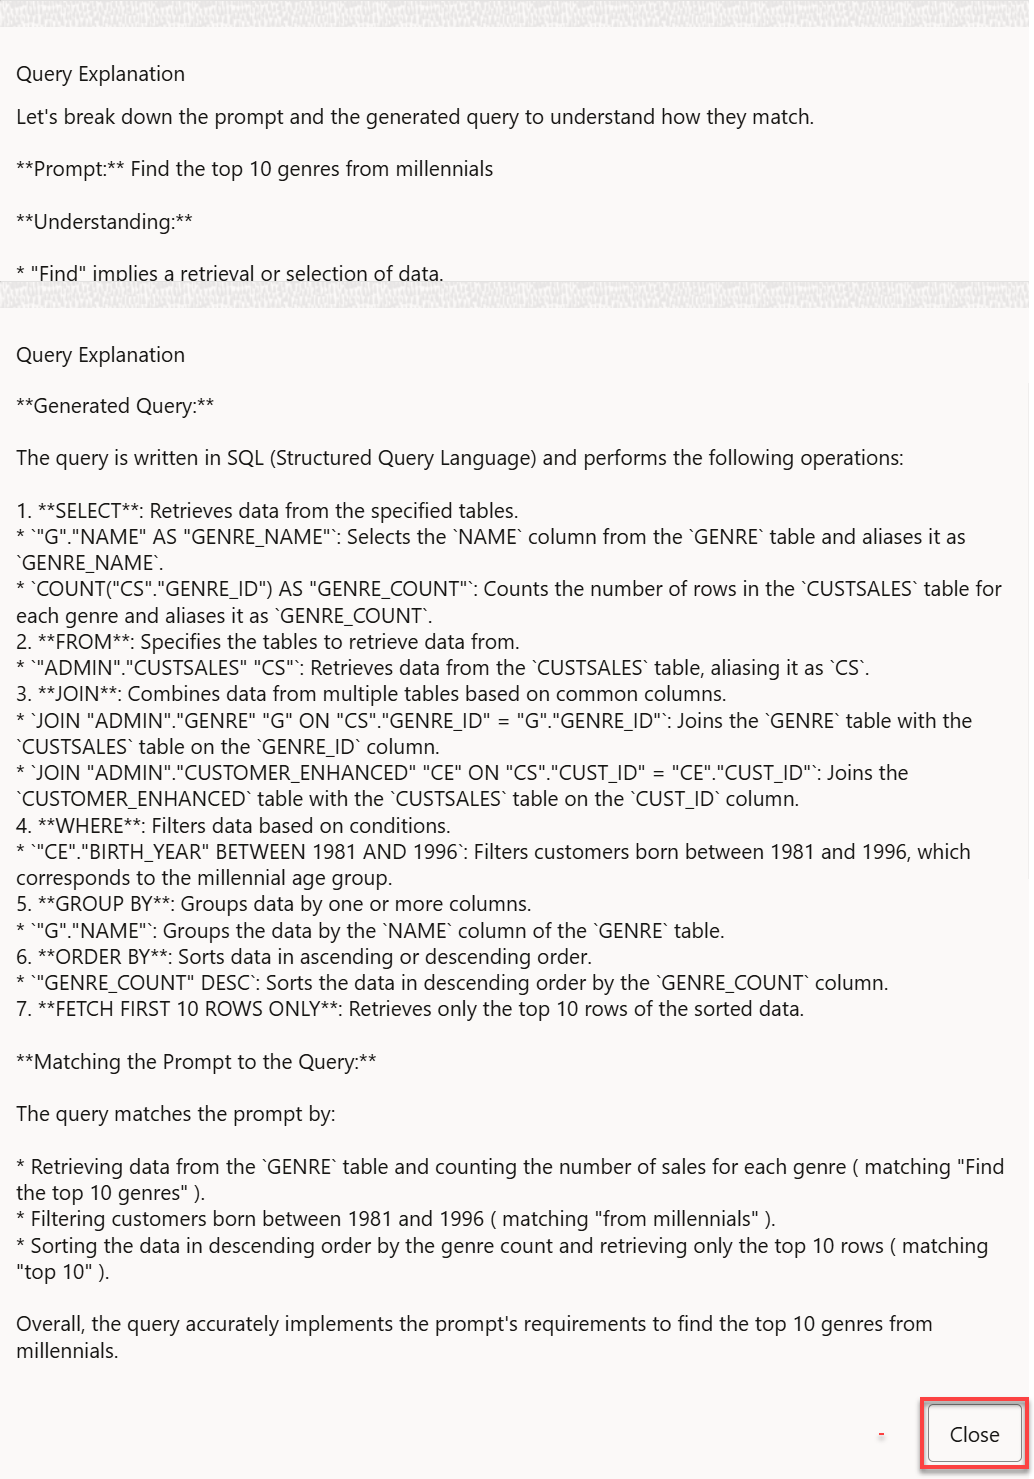 Query Explanation
Let's break down the prompt and the generated query to understand how they match.
**Prompt:** Find the top 10 genres from millennials
**Understanding:**
* "Find" implies a retrieval or selection of data.
Query Explanation
**Generated Query:**
The query is written in SQL (Structured Query Language) and performs the following operations:
1. **SELECT**: Retrieves data from the specified tables.
* `"G"."NAME" AS "GENRE_NAME"`: Selects the `NAME` column from the `GENRE` table and aliases it as
`GENRE_NAME`.
* `COUNT("CS"."GENRE_ID") AS "GENRE_COUNT"`: Counts the number of rows in the `CUSTSALES` table for
each genre and aliases it as `GENRE_COUNT`.
2. **FROM**: Specifies the tables to retrieve data from.
* `"ADMIN"."CUSTSALES" "CS"`: Retrieves data from the `CUSTSALES` table, aliasing it as `CS`.
3. **JOIN**: Combines data from multiple tables based on common columns.
* `JOIN "ADMIN"."GENRE" "G" ON "CS"."GENRE_ID" = "G"."GENRE_ID"`: Joins the `GENRE` table with the
`CUSTSALES` table on the `GENRE_ID` column.
* `JOIN "ADMIN"."CUSTOMER_ENHANCED" "CE" ON "CS"."CUST_ID" = "CE"."CUST_ID"`: Joins the
`CUSTOMER_ENHANCED` table with the `CUSTSALES` table on the `CUST_ID` column.
4. **WHERE**: Filters data based on conditions.
* `"CE"."BIRTH_YEAR" BETWEEN 1981 AND 1996`: Filters customers born between 1981 and 1996, which
corresponds to the millennial age group.
5. **GROUP BY**: Groups data by one or more columns.
* `"G"."NAME"`: Groups the data by the `NAME` column of the `GENRE` table.
6. **ORDER BY**: Sorts data in ascending or descending order.
* `"GENRE_COUNT" DESC`: Sorts the data in descending order by the `GENRE_COUNT` column.
7. **FETCH FIRST 10 ROWS ONLY**: Retrieves only the top 10 rows of the sorted data.
**Matching the Prompt to the Query:**
The query matches the prompt by:
* Retrieving data from the `GENRE` table and counting the number of sales for each genre ( matching "Find
the top 10 genres" ).
* Filtering customers born between 1981 and 1996 ( matching "from millennials" ).
* Sorting the data in descending order by the genre count and retrieving only the top 10 rows ( matching
"top 10" ).
Overall, the query accurately implements the prompt's requirements to find the top 10 genres from
millennials.
Close